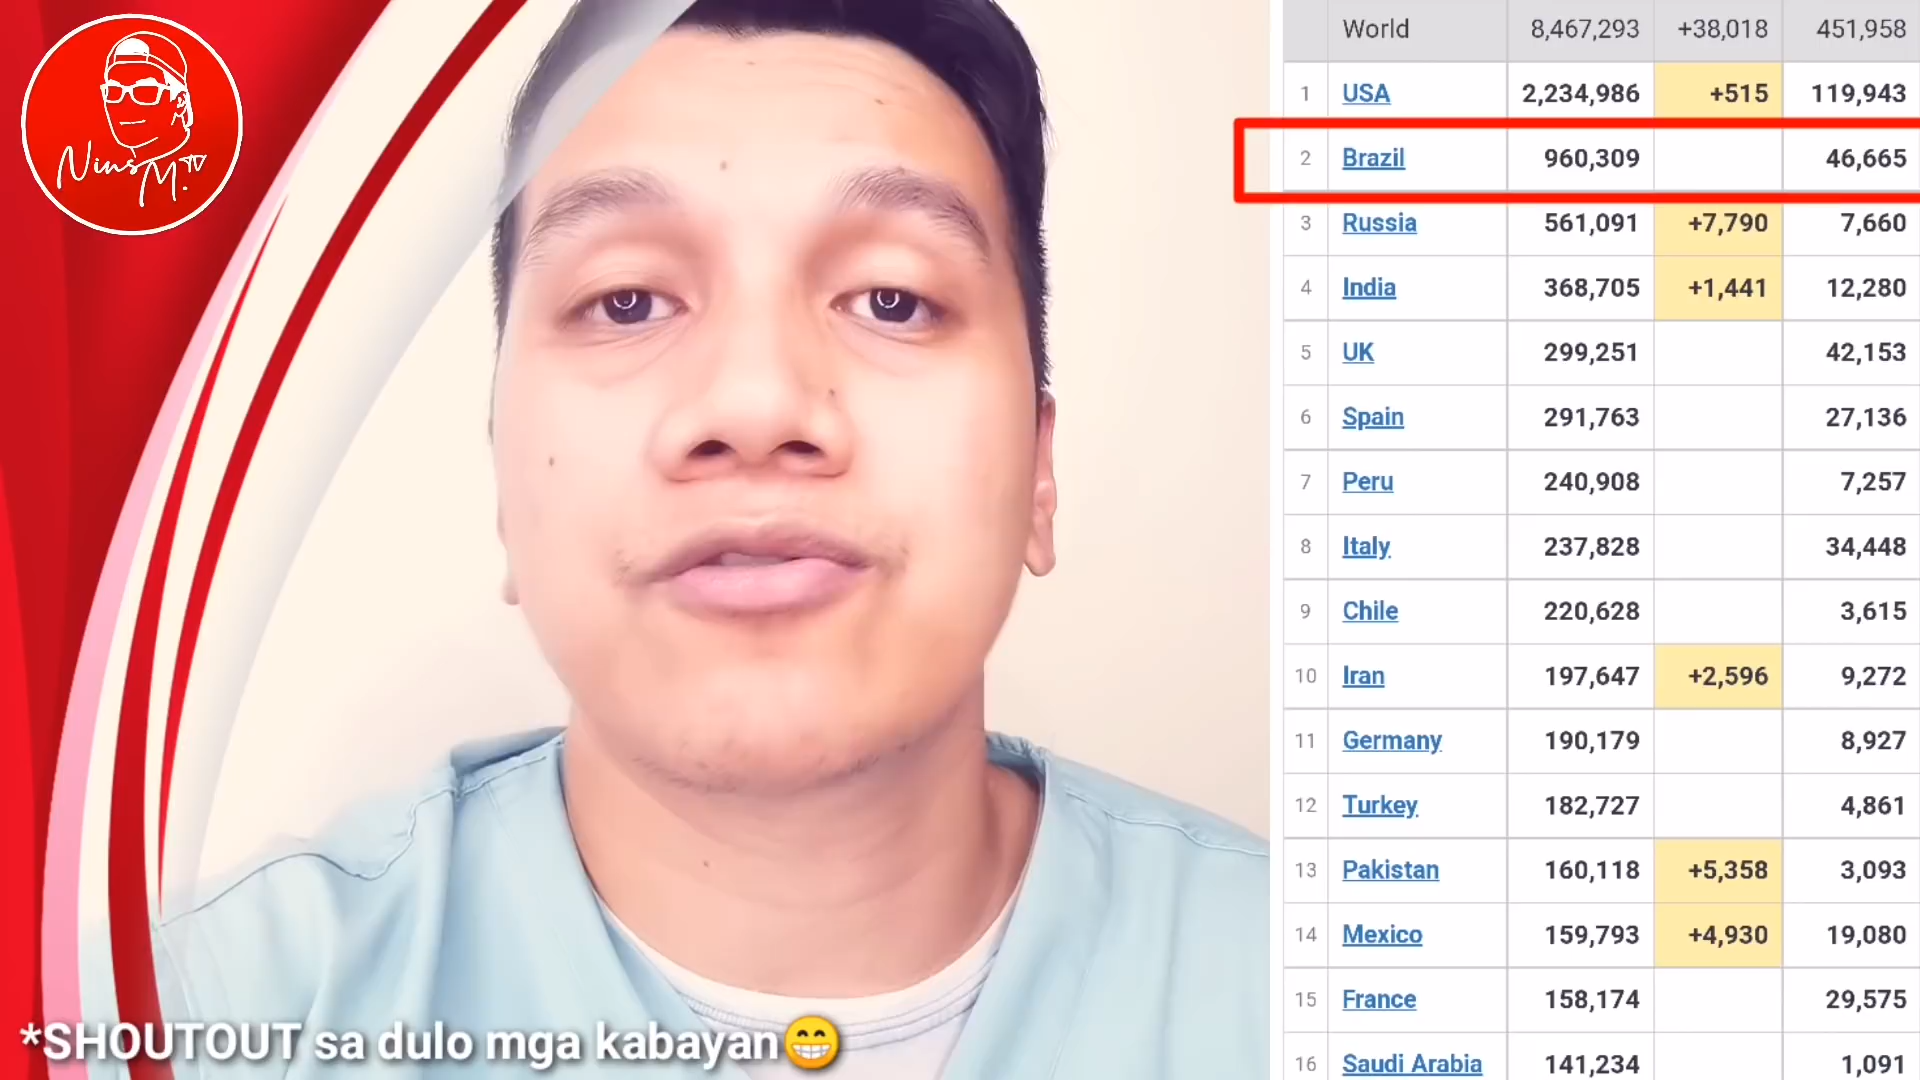 Nins
M.TV
World 8,467,293 +38,018 451,958
1 USA 2,234,986 +515 119,943
2 Brazil 960,309 46,665
3 Russia 561,091 +7,790 7,660
4 India 368,705 +1,441 12,280
5 UK 299,251 42,153
6 Spain 291,763 27,136
7 Peru 240,908 7,257
8 Italy 237,828 34,448
9 Chile 220,628 3,615
10 Iran 197,647 +2,596 9,272
11 Germany 190,179 8,927
12 Turkey 182,727 4,861
13 Pakistan 160,118 +5,358 3,093
14 Mexico 159,793 +4,930 19,080
15 France 158,174 29,575
16 Saudi Arabia 141,234 1,091
*SHOUTOUT sa dulo mga kabayan😁